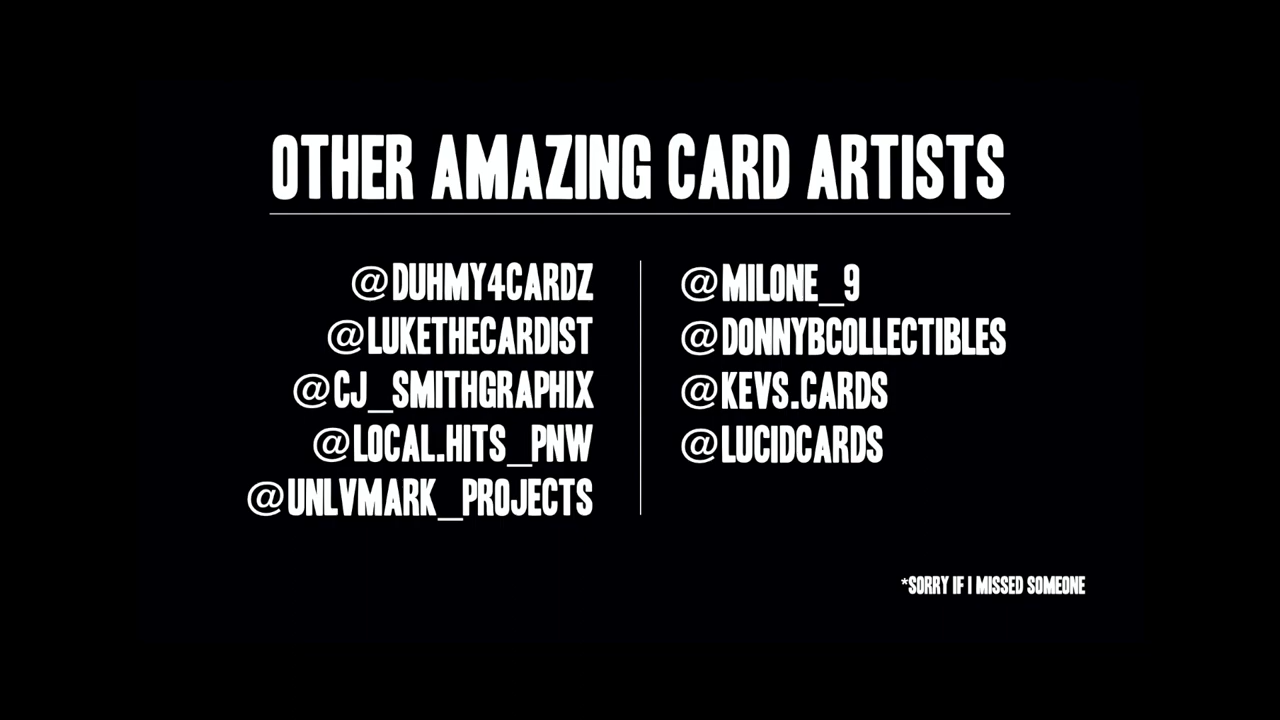 OTHER AMAZING CARD ARTISTS
@DUHMY4CARDZ
@LUKETHECARDIST
@CJ_SMITHGRAPHIX
@LOCAL.HITS_PNW
@UNLVMARK_PROJECTS
@MILONE_9
@DONNYBCOLLECTIBLES
@KEVS.CARDS
@LUCIDCARDS
*SORRY IF I MISSED SOMEONE